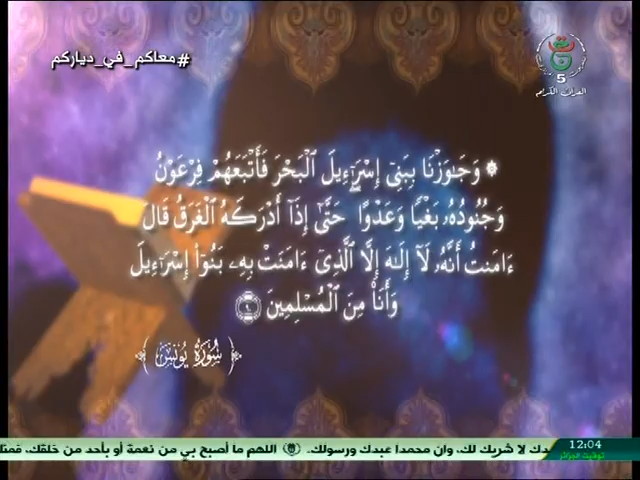 #معاكم_في_دياركم
5
القرآن الكريم
۞ وَجَٰوَزْنَا بِبَنِىٓ إِسْرَٰٓءِيلَ ٱلْبَحْرَ فَأَتْبَعَهُمْ فِرْعَوْنُ
وَجُنُودُهُۥ بَغْيًا وَعَدْوًا ۖ حَتَّىٰٓ إِذَآ أَدْرَكَهُ ٱلْغَرَقُ قَالَ
ءَامَنتُ أَنَّهُۥ لَآ إِلَٰهَ إِلَّا ٱلَّذِىٓ ءَامَنَتْ بِهِۦ بَنُوٓا۟ إِسْرَٰٓءِيلَ
وَأَنَا۠ مِنَ ٱلْمُسْلِمِينَ
سُورَةُ يُونُسَ
12:04
توقيت الجزائر
لا شريك لك، وان محمدا عبدك ورسولك. اللهم ما أصبح بي من نعمة أو بأحد من خلقك،